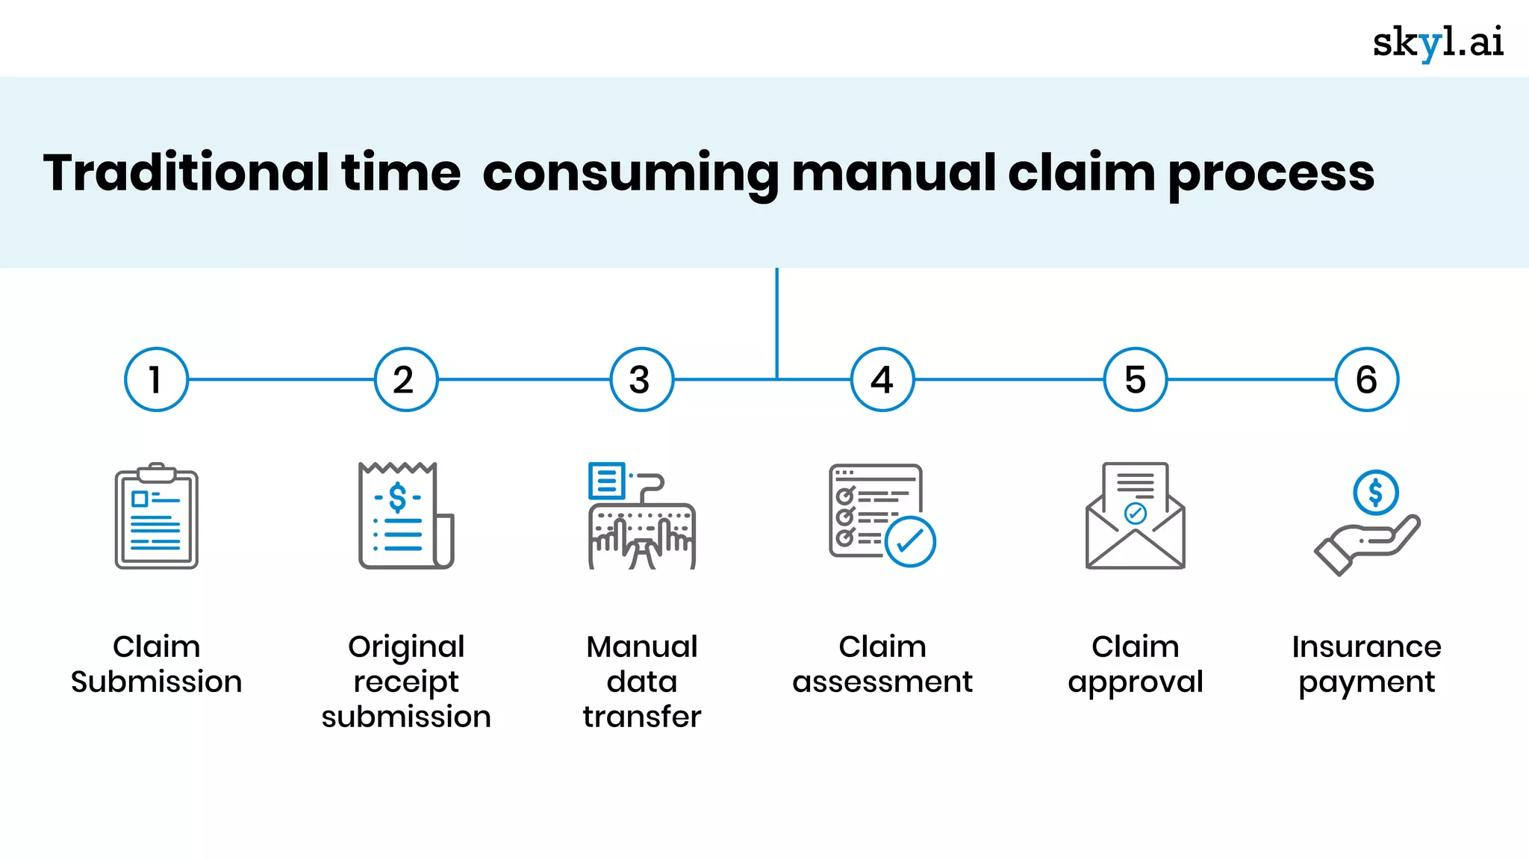 skyl.ai
Traditional time  consuming manual claim process
1
2
3
4
5
6
$
$
Claim
Submission
Original
receipt
submission
Manual
data
transfer
Claim
assessment
Claim
approval
Insurance
payment